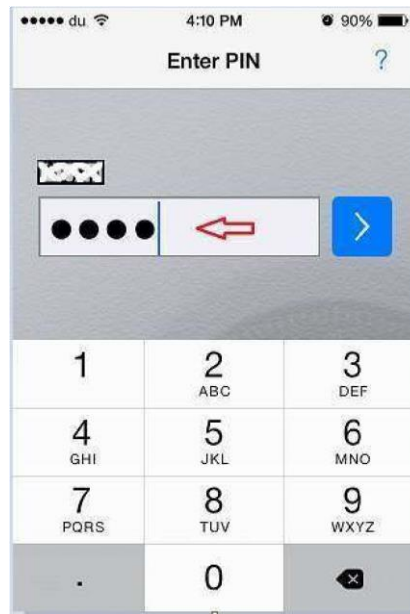 du 4:10 PM 90%
Enter PIN ?
1 2 3
ABC DEF
4 5 6
GHI JKL MNO
7 8 9
PQRS TUV WXYZ
. 0